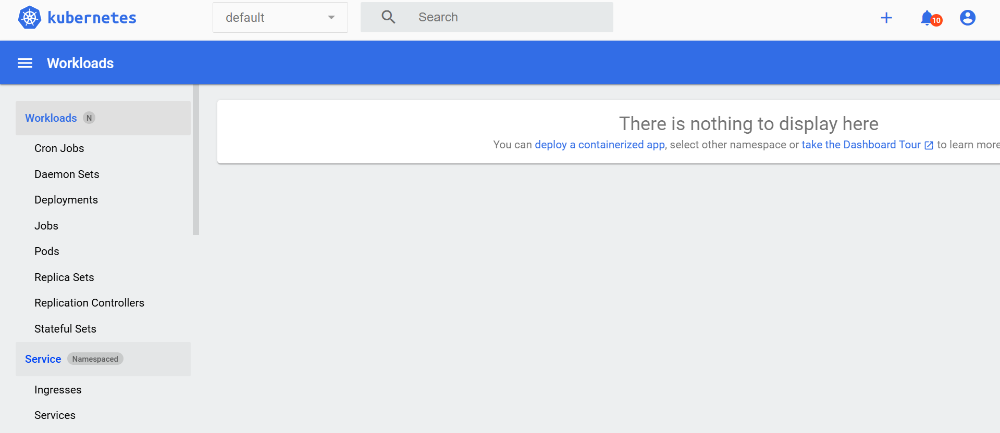 kubernetes
default
Search
10
Workloads
Workloads N
Cron Jobs
Daemon Sets
Deployments
Jobs
Pods
Replica Sets
Replication Controllers
Stateful Sets
Service Namespaced
Ingresses
Services
There is nothing to display here
You can deploy a containerized app, select other namespace or take the Dashboard Tour to learn more